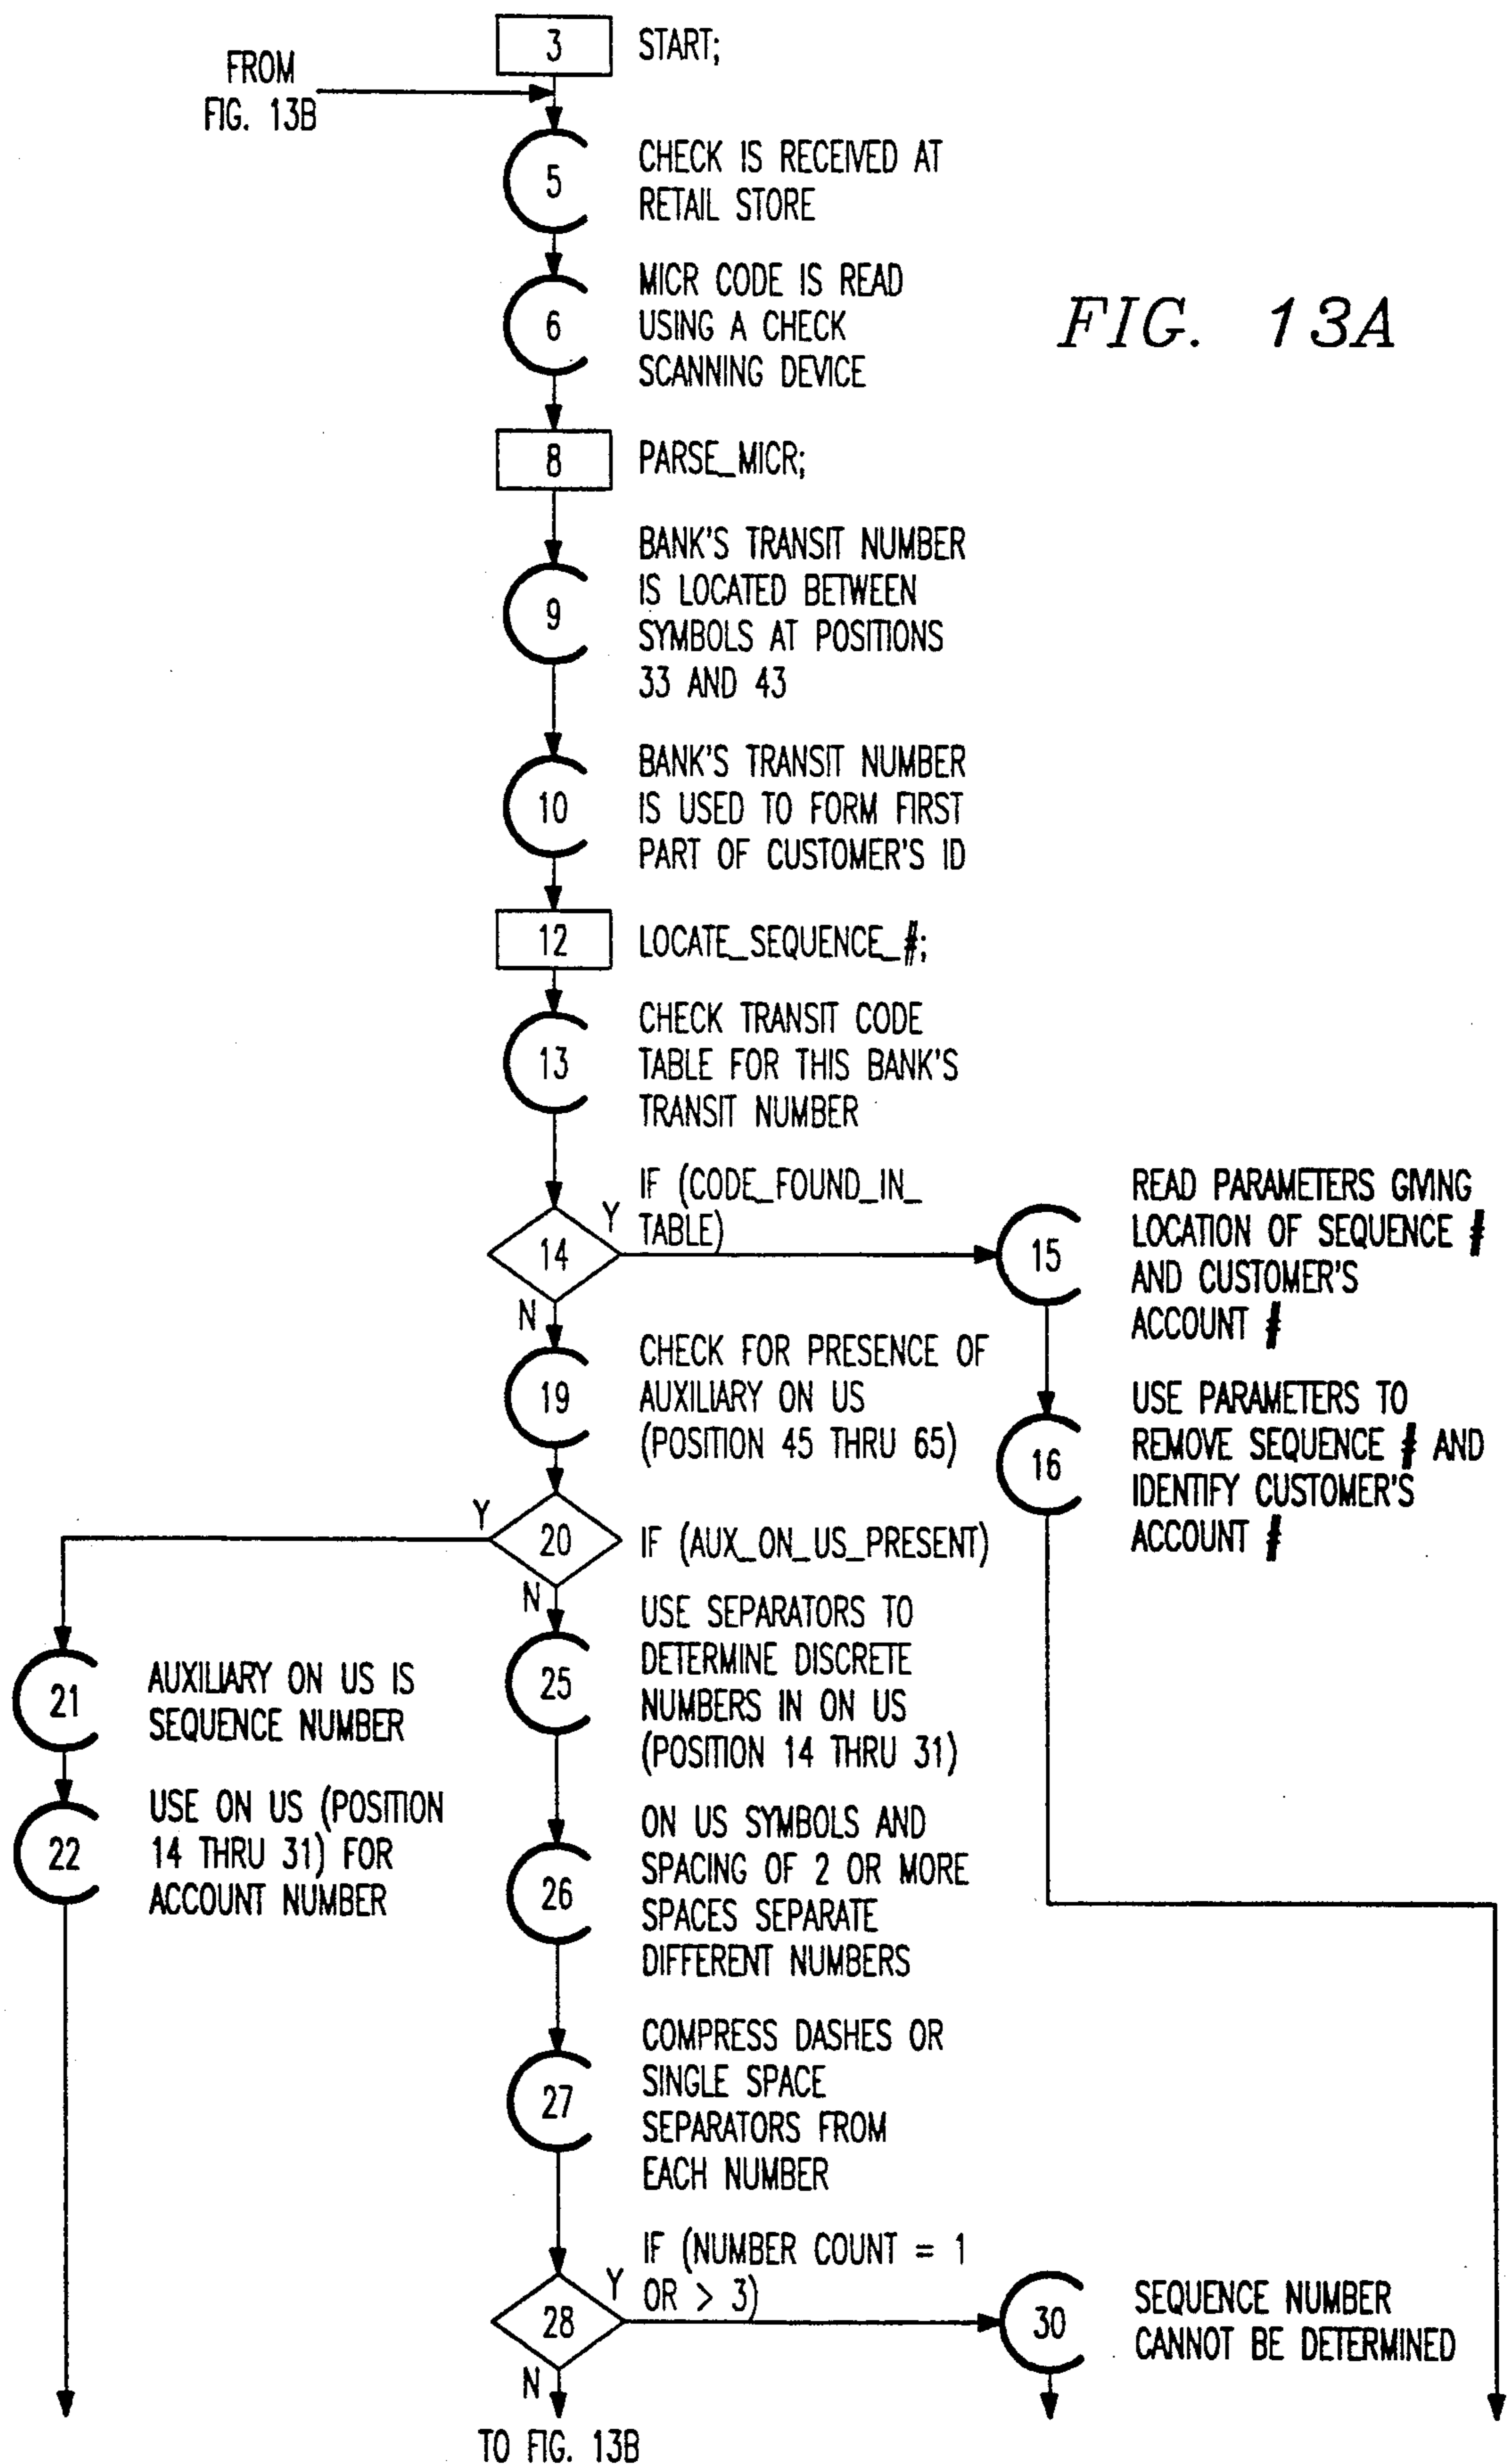 3 START;
FROM
FIG. 13B
5 CHECK IS RECEIVED AT
RETAIL STORE
MICR CODE IS READ
6 USING A CHECK
SCANNING DEVICE
FIG. 13A
8 PARSE_MICR;
BANK'S TRANSIT NUMBER
9 IS LOCATED BETWEEN
SYMBOLS AT POSITIONS
33 AND 43
BANK'S TRANSIT NUMBER
10 IS USED TO FORM FIRST
PART OF CUSTOMER'S ID
12 LOCATE_SEQUENCE_#;
CHECK TRANSIT CODE
13 TABLE FOR THIS BANK'S
TRANSIT NUMBER
IF (CODE_FOUND_IN_
Y TABLE)
14
N
READ PARAMETERS GIVING
15 LOCATION OF SEQUENCE #
AND CUSTOMER'S
ACCOUNT #
USE PARAMETERS TO
16 REMOVE SEQUENCE # AND
IDENTIFY CUSTOMER'S
ACCOUNT #
CHECK FOR PRESENCE OF
19 AUXILIARY ON US
(POSITION 45 THRU 65)
Y
20 IF (AUX_ON_US_PRESENT)
N
21 AUXILIARY ON US IS
SEQUENCE NUMBER
USE ON US (POSITION
22 14 THRU 31) FOR
ACCOUNT NUMBER
USE SEPARATORS TO
25 DETERMINE DISCRETE
NUMBERS IN ON US
(POSITION 14 THRU 31)
ON US SYMBOLS AND
26 SPACING OF 2 OR MORE
SPACES SEPARATE
DIFFERENT NUMBERS
COMPRESS DASHES OR
27 SINGLE SPACE
SEPARATORS FROM
EACH NUMBER
IF (NUMBER COUNT = 1
Y OR > 3)
28
N
30 SEQUENCE NUMBER
CANNOT BE DETERMINED
TO FIG. 13B